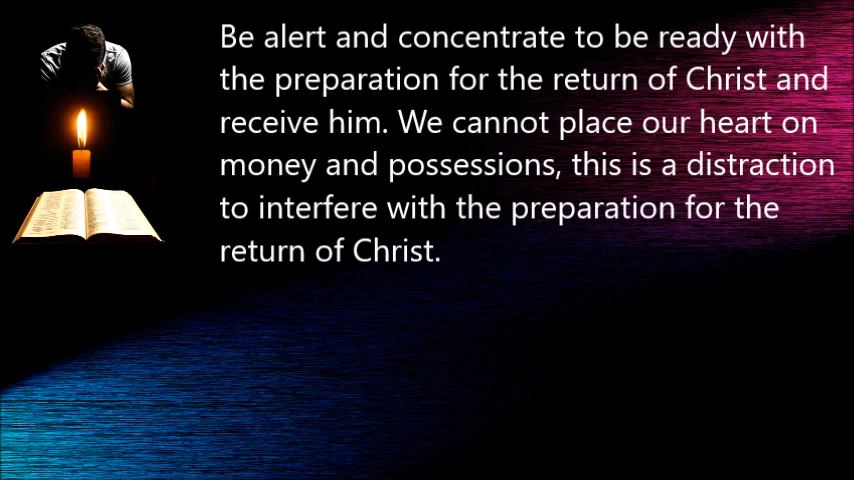 Be alert and concentrate to be ready with
the preparation for the return of Christ and
receive him. We cannot place our heart on
money and possessions, this is a distraction
to interfere with the preparation for the
return of Christ.